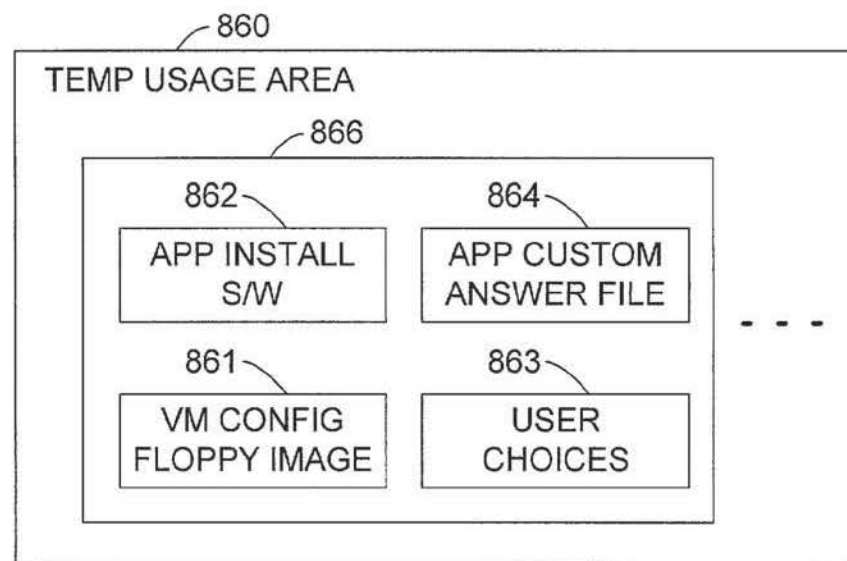 860
TEMP USAGE AREA
866
862
864
APP INSTALL
S/W
APP CUSTOM
ANSWER FILE
861
863
VM CONFIG
FLOPPY IMAGE
USER
CHOICES